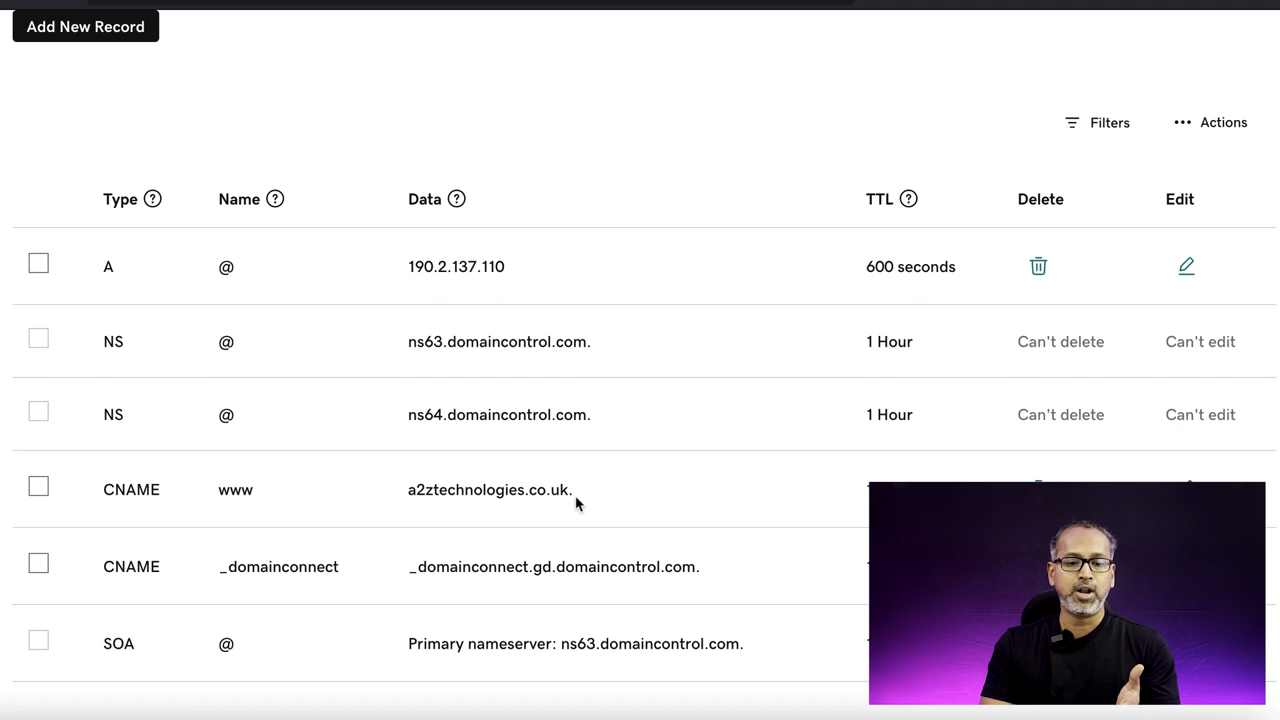 Add New Record
Filters ••• Actions
Type ? Name ? Data ? TTL ? Delete Edit
A @ 190.2.137.110 600 seconds
NS @ ns63.domaincontrol.com. 1 Hour Can't delete Can't edit
NS @ ns64.domaincontrol.com. 1 Hour Can't delete Can't edit
CNAME www a2ztechnologies.co.uk.
CNAME _domainconnect _domainconnect.gd.domaincontrol.com.
SOA @ Primary nameserver: ns63.domaincontrol.com.